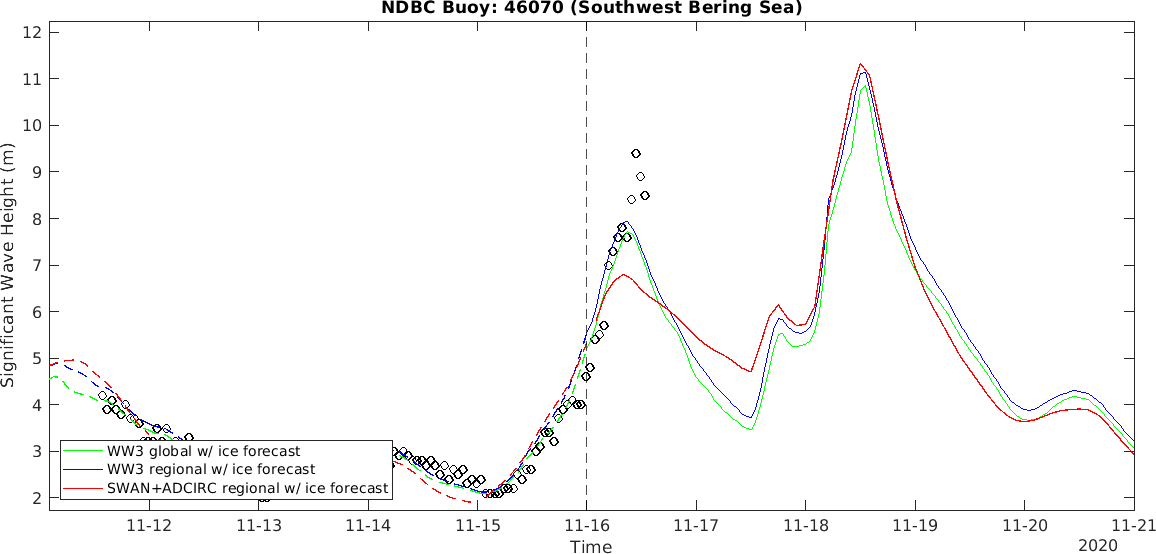 NDBC Buoy: 46070 (Southwest Bering Sea)
12
11
10
9
8
7
6
5
4
3
2
Significant Wave Height (m)
WW3 global w/ ice forecast
WW3 regional w/ ice forecast
SWAN+ADCIRC regional w/ ice forecast
11-12 11-13 11-14 11-15 11-16 11-17 11-18 11-19 11-20 11-21
Time
2020